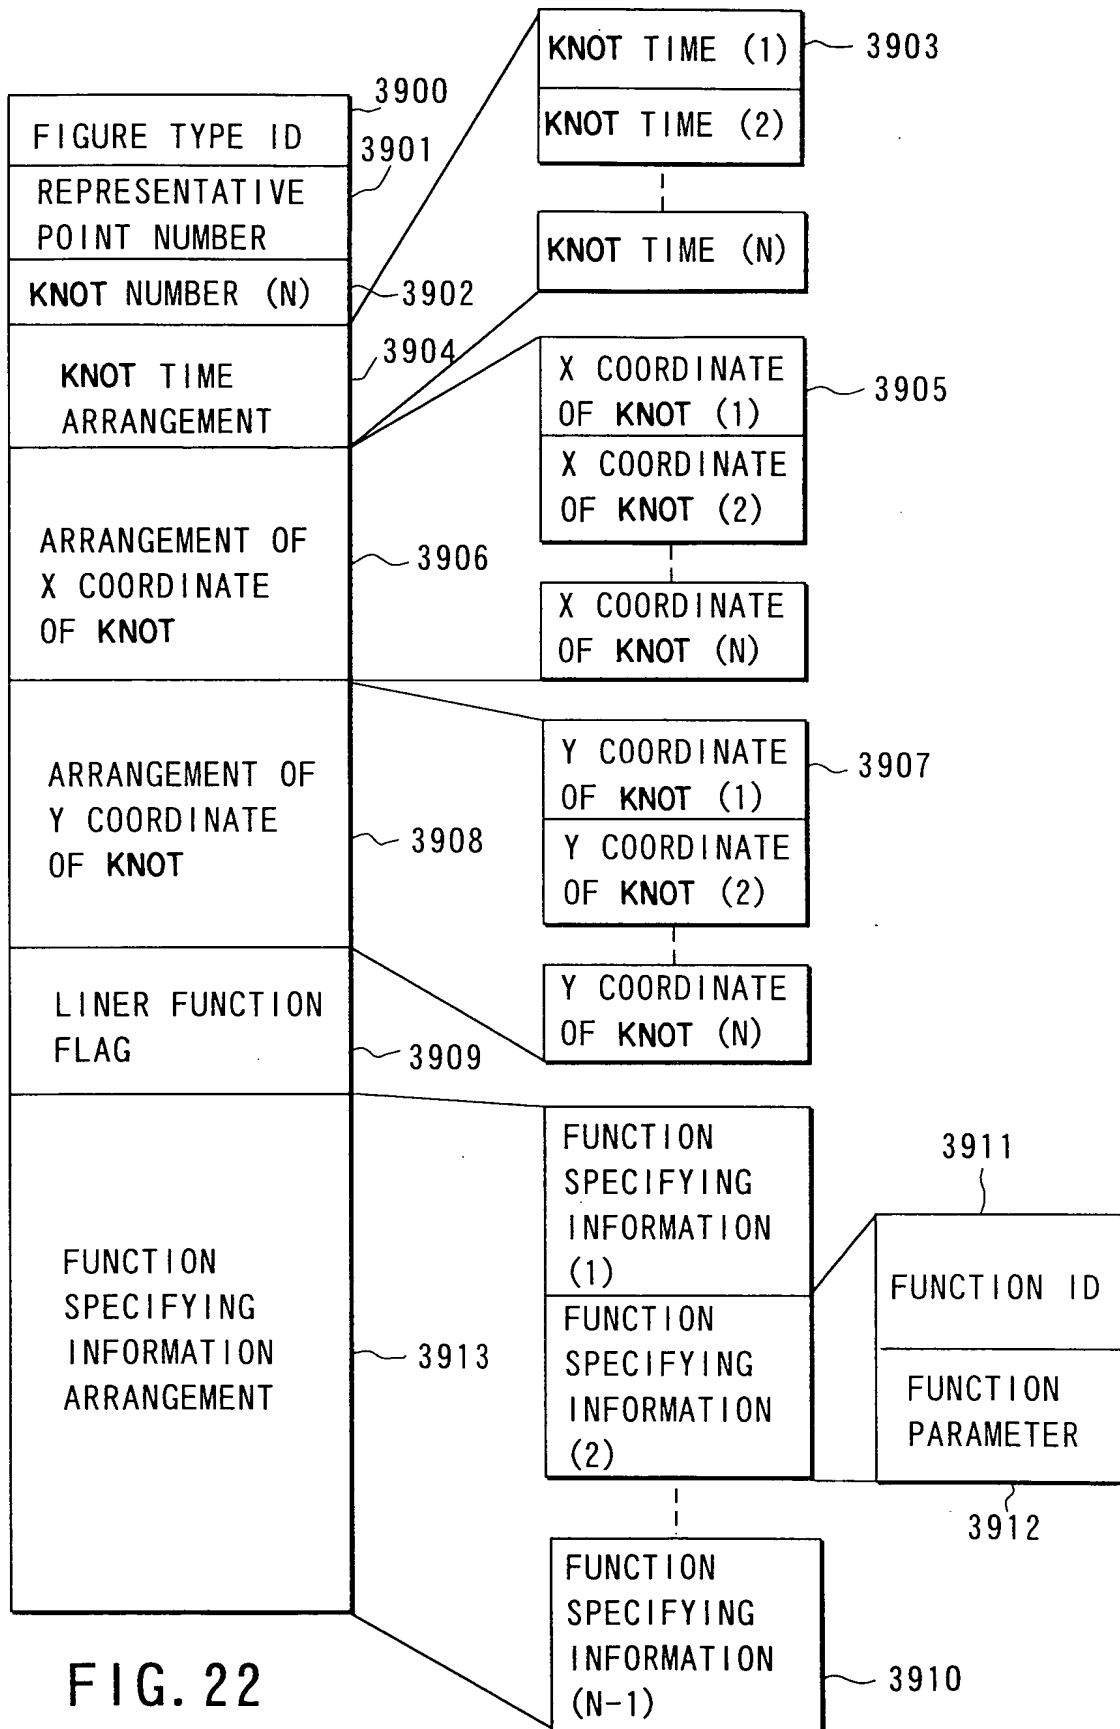 3900
FIGURE TYPE ID
3901
REPRESENTATIVE
POINT NUMBER
KNOT NUMBER (N)
3902
KNOT TIME
ARRANGEMENT
3904
ARRANGEMENT OF
X COORDINATE
OF KNOT
3906
ARRANGEMENT OF
Y COORDINATE
OF KNOT
3908
LINER FUNCTION
FLAG
3909
FUNCTION
SPECIFYING
INFORMATION
ARRANGEMENT
3913
KNOT TIME (1)
3903
KNOT TIME (2)
KNOT TIME (N)
X COORDINATE
OF KNOT (1)
3905
X COORDINATE
OF KNOT (2)
X COORDINATE
OF KNOT (N)
Y COORDINATE
OF KNOT (1)
3907
Y COORDINATE
OF KNOT (2)
Y COORDINATE
OF KNOT (N)
FUNCTION
SPECIFYING
INFORMATION
(1)
FUNCTION
SPECIFYING
INFORMATION
(2)
FUNCTION
SPECIFYING
INFORMATION
(N-1)
3910
3911
FUNCTION ID
FUNCTION
PARAMETER
3912
FIG. 22